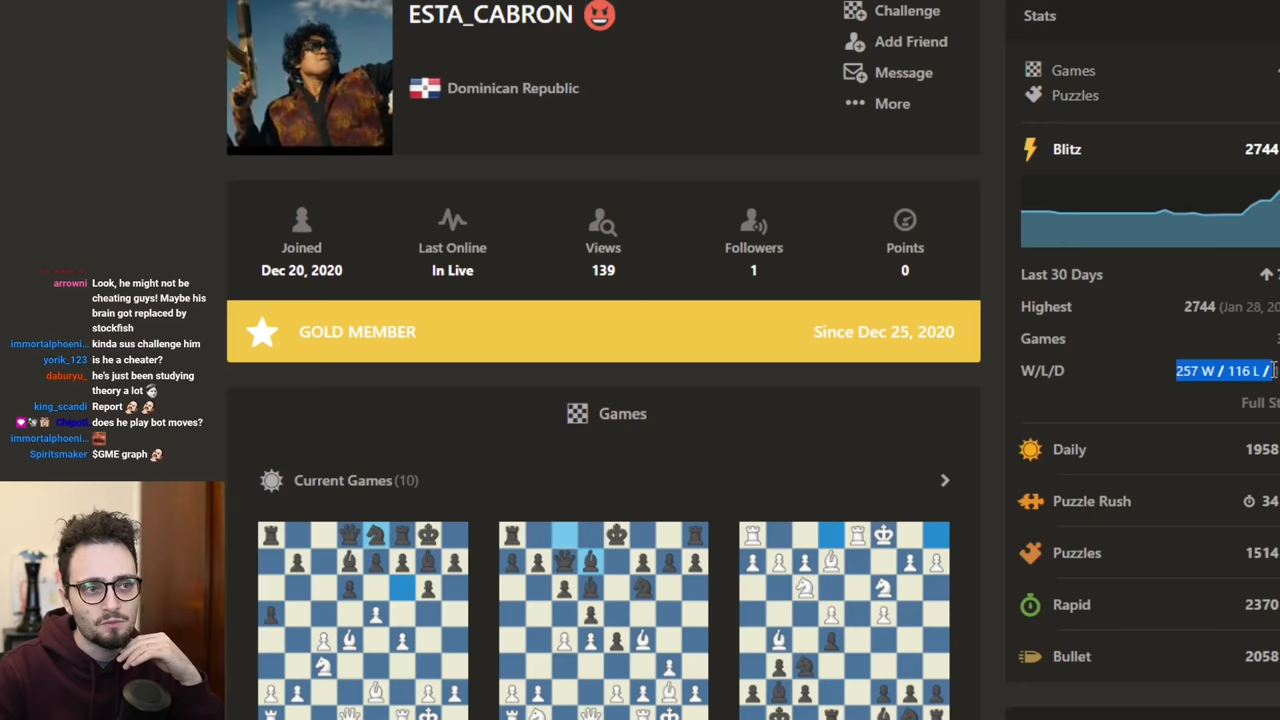 ESTA_CABRON
Dominican Republic
Challenge
Add Friend
Message
More
Joined
Dec 20, 2020
Last Online
In Live
Views
139
Followers
1
Points
0
GOLD MEMBER
Since Dec 25, 2020
Games
Current Games (10)
Stats
Games
Puzzles
Blitz
2744
Last 30 Days
Highest
2744 (Jan 28, 20
Games
W/L/D
257 W / 116 L /
Full St
Daily
1958
Puzzle Rush
34
Puzzles
1514
Rapid
2370
Bullet
2058
arrowni Look, he might not be
cheating guys! Maybe his
brain got replaced by
stockfish
immortalphoeni... kinda sus challenge him
yorik_123 is he a cheater?
daburyu_ he's just been studying
theory a lot
king_scandi Report
does he play bot moves?
immortalphoeni...
Spiritsmaker $GME graph